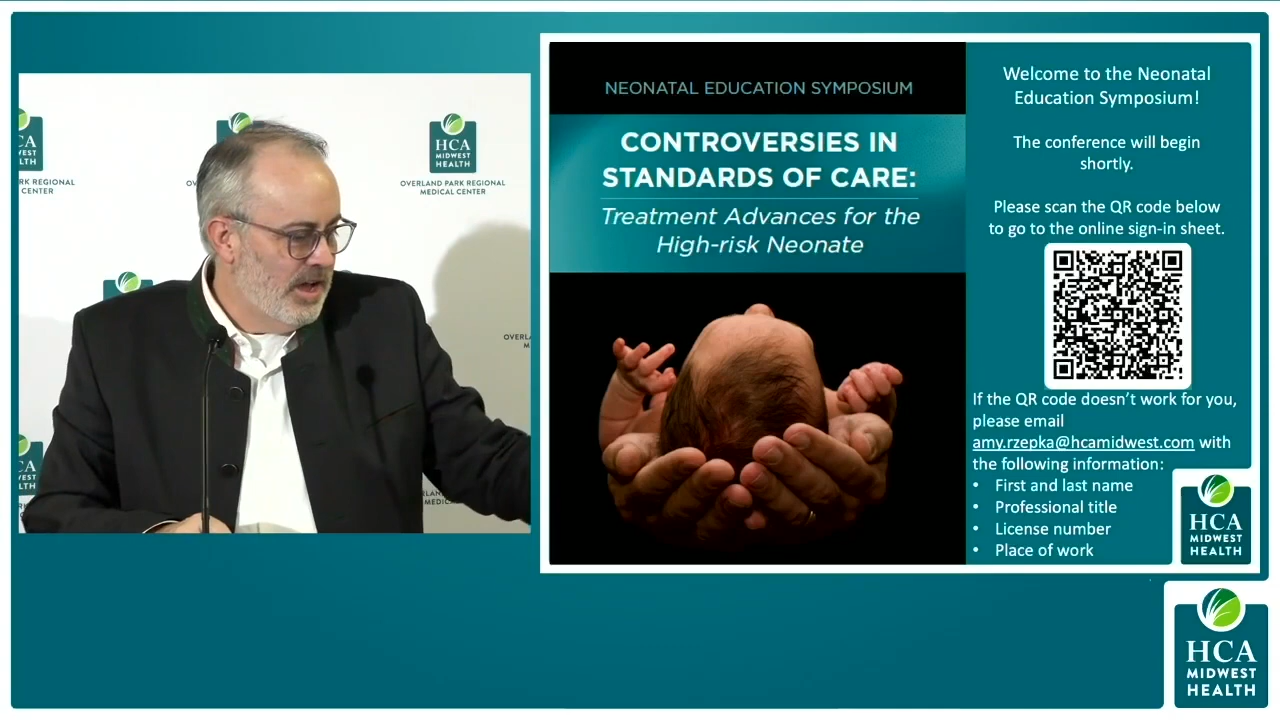 HCA
MIDWEST
HEALTH
OVERLAND PARK REGIONAL
MEDICAL CENTER
RK REGIONAL
CENTER
NEONATAL EDUCATION SYMPOSIUM
CONTROVERSIES IN
STANDARDS OF CARE:
Treatment Advances for the
High-risk Neonate
Welcome to the Neonatal
Education Symposium!
The conference will begin
shortly.
Please scan the QR code below
to go to the online sign-in sheet.
If the QR code doesn't work for you,
please email
amy.rzepka@hcamidwest.com with
the following information:
• First and last name
• Professional title
• License number
• Place of work
HCA
MIDWEST
HEALTH
HCA
MIDWEST
HEALTH